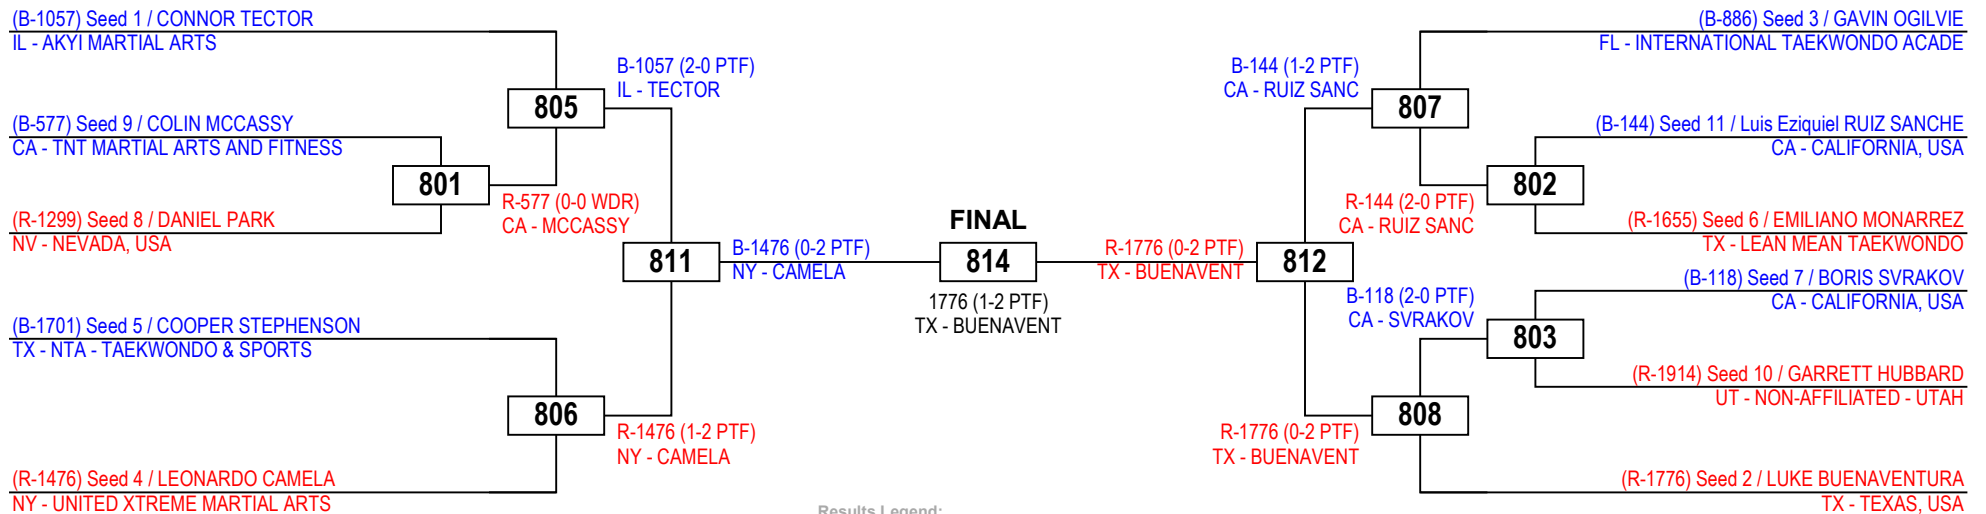 (B-1057) Seed 1 / CONNOR TECTOR
IL - AKYI MARTIAL ARTS
B-1057 (2-0 PTF)
IL - TECTOR
805
(B-577) Seed 9 / COLIN MCCASSY
CA - TNT MARTIAL ARTS AND FITNESS
801
R-577 (0-0 WDR)
CA - MCCASSY
(R-1299) Seed 8 / DANIEL PARK
NV - NEVADA, USA
811
B-1476 (0-2 PTF)
NY - CAMELA
(B-1701) Seed 5 / COOPER STEPHENSON
TX - NTA - TAEKWONDO & SPORTS
806
R-1476 (1-2 PTF)
NY - CAMELA
(R-1476) Seed 4 / LEONARDO CAMELA
NY - UNITED XTREME MARTIAL ARTS
FINAL
814
1776 (1-2 PTF)
TX - BUENAVENT
Results Legend:
(B-886) Seed 3 / GAVIN OGILVIE
FL - INTERNATIONAL TAEKWONDO ACADE
B-144 (1-2 PTF)
CA - RUIZ SANC
807
(B-144) Seed 11 / Luis Eziquiel RUIZ SANCHE
CA - CALIFORNIA, USA
802
R-144 (2-0 PTF)
CA - RUIZ SANC
(R-1655) Seed 6 / EMILIANO MONARREZ
TX - LEAN MEAN TAEKWONDO
R-1776 (0-2 PTF)
TX - BUENAVENT
812
(B-118) Seed 7 / BORIS SVRAKOV
CA - CALIFORNIA, USA
B-118 (2-0 PTF)
CA - SVRAKOV
803
(R-1914) Seed 10 / GARRETT HUBBARD
UT - NON-AFFILIATED - UTAH
808
R-1776 (0-2 PTF)
TX - BUENAVENT
(R-1776) Seed 2 / LUKE BUENAVENTURA
TX - TEXAS, USA